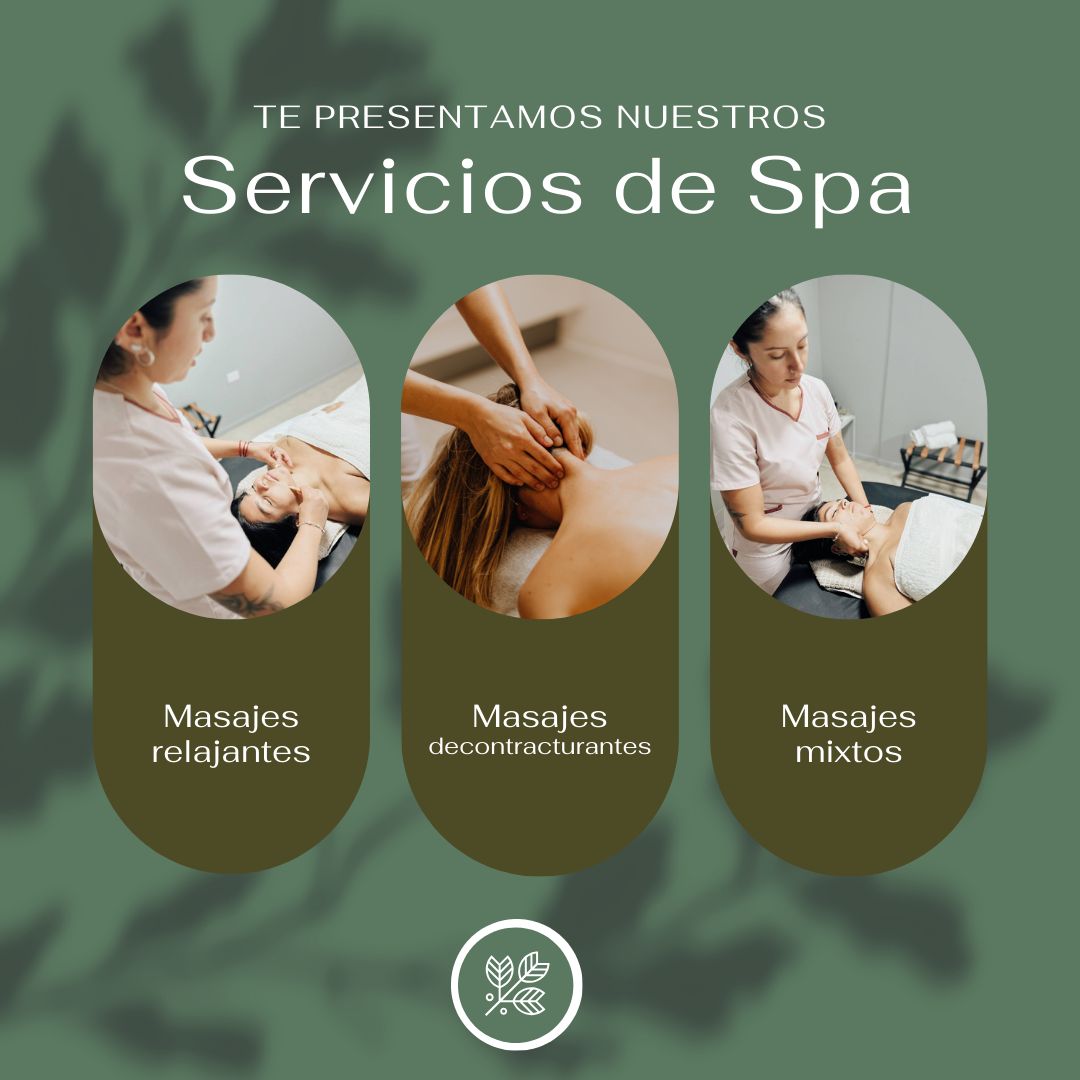 TE PRESENTAMOS NUESTROS
Servicios de Spa
Masajes
relajantes
Masajes
decontracturantes
Masajes
mixtos